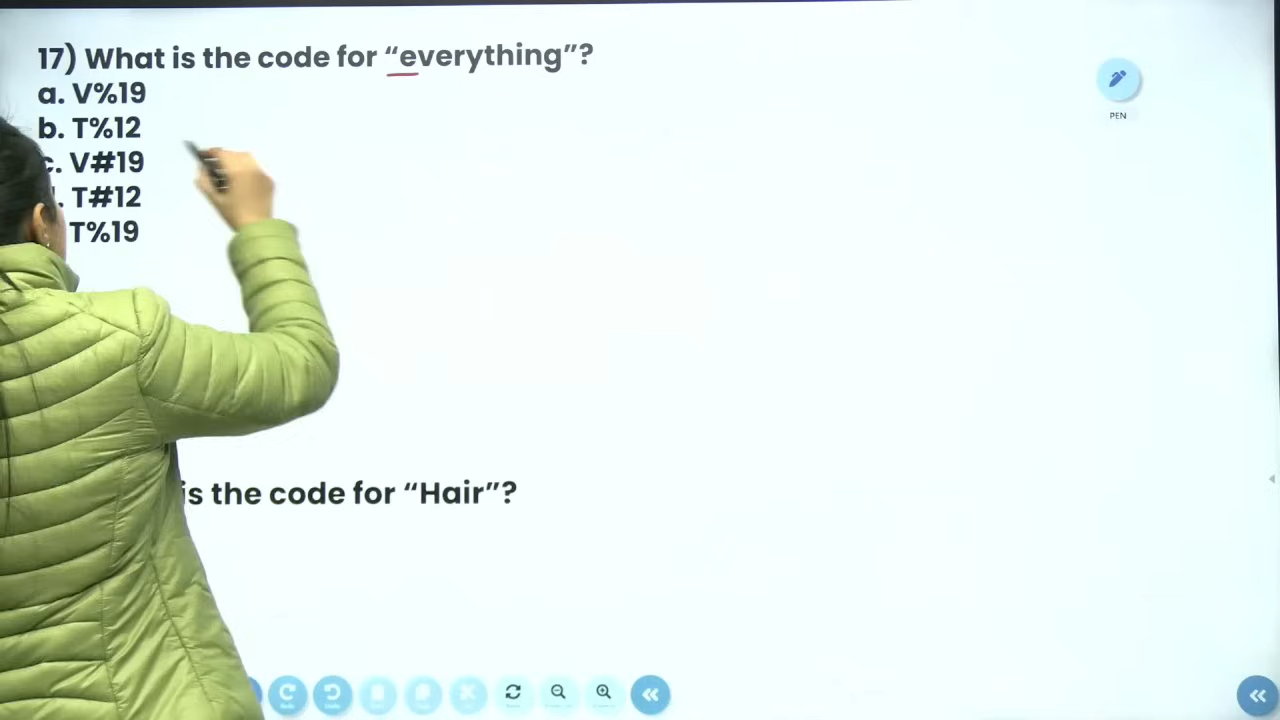 17) What is the code for “everything”?
a. V%19
b. T%12
c. V#19
. T#12
T%19
PEN
is the code for “Hair”?